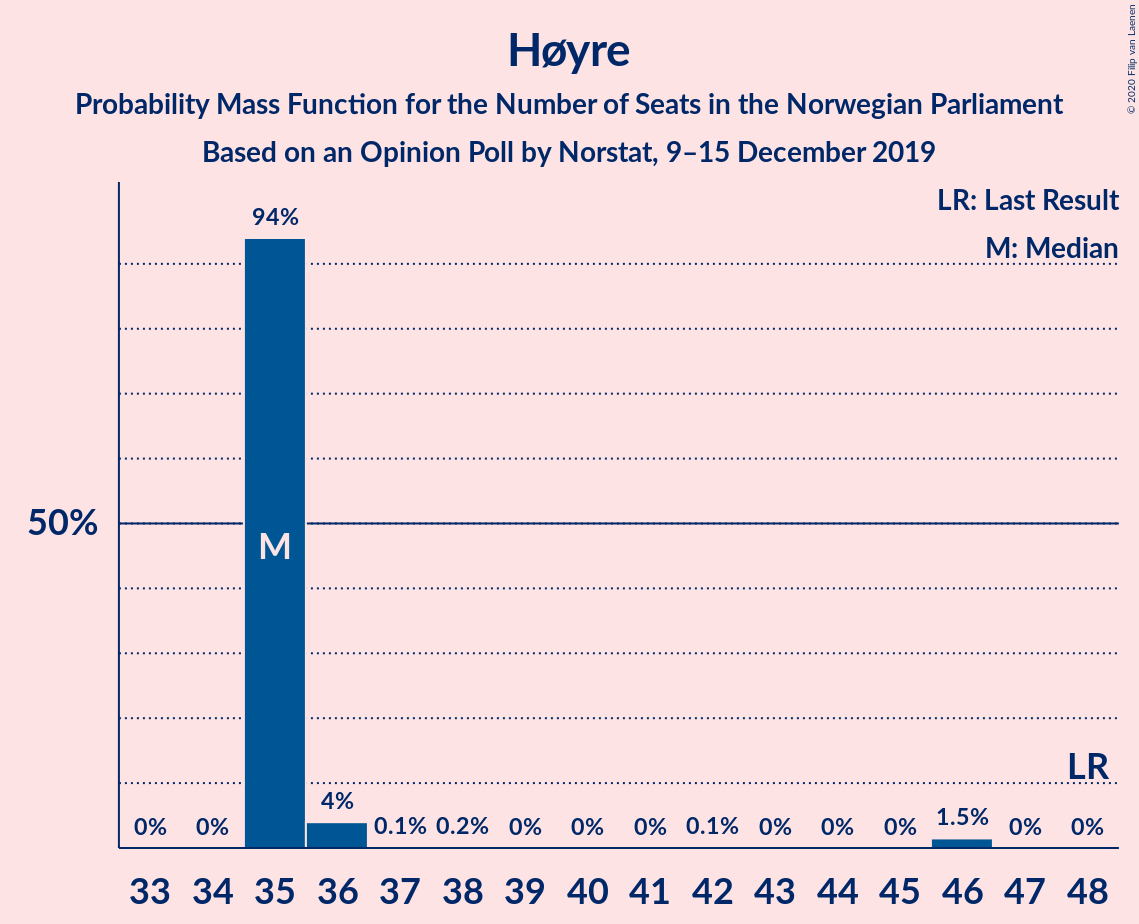 Høyre
Probability Mass Function for the Number of Seats in the Norwegian Parliament
Based on an Opinion Poll by Norstat, 9–15 December 2019
© 2020 Filip van Laenen
LR: Last Result
M: Median
50%
0% 0% 94% 4% 0.1% 0.2% 0% 0% 0% 0.1% 0% 0% 0% 1.5% 0% 0%
M
LR
33 34 35 36 37 38 39 40 41 42 43 44 45 46 47 48